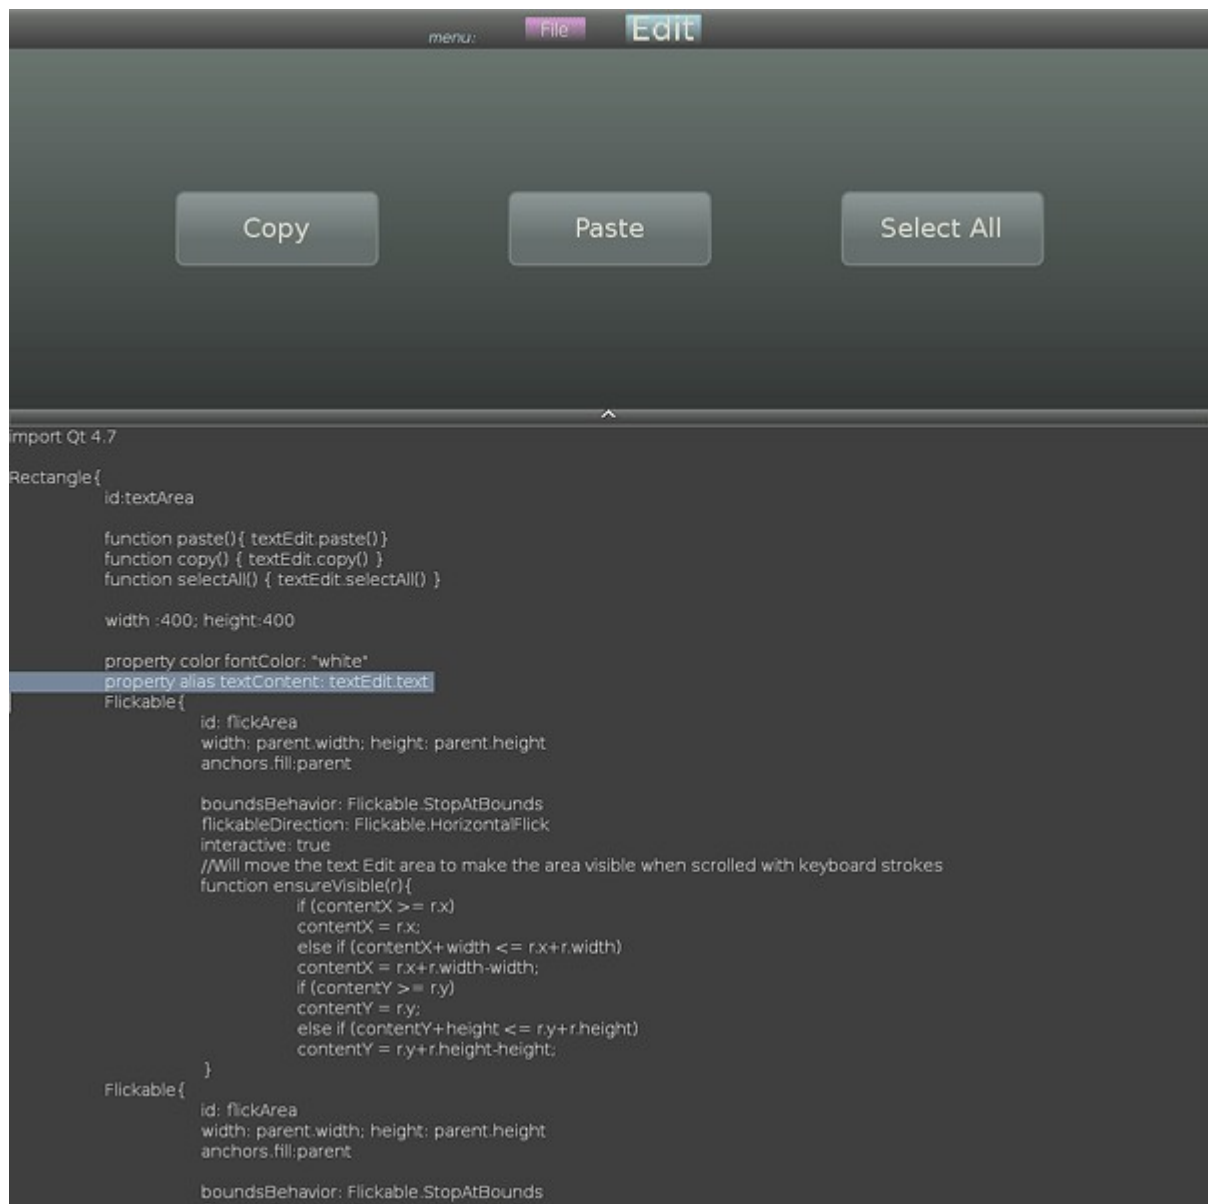 menu: File Edit
Copy Paste Select All
import Qt 4.7
Rectangle{
id:textArea
function paste(){ textEdit.paste()}
function copy() { textEdit.copy() }
function selectAll() { textEdit.selectAll() }
width :400; height:400
property color fontColor: "white"
property alias textContent: textEdit.text
Flickable{
id: flickArea
width: parent.width; height: parent.height
anchors.fill:parent
boundsBehavior: Flickable.StopAtBounds
flickableDirection: Flickable.HorizontalFlick
interactive: true
//Will move the text Edit area to make the area visible when scrolled with keyboard strokes
function ensureVisible(r){
if (contentX >= r.x)
contentX = r.x;
else if (contentX+width <= r.x+r.width)
contentX = r.x+r.width-width;
if (contentY >= r.y)
contentY = r.y;
else if (contentY+height <= r.y+r.height)
contentY = r.y+r.height-height;
}
Flickable{
id: flickArea
width: parent.width; height: parent.height
anchors.fill:parent
boundsBehavior: Flickable.StopAtBounds